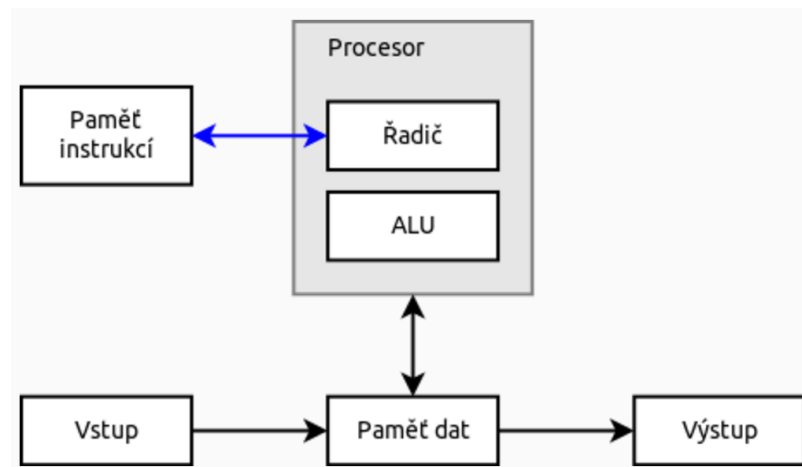 Procesor
Paměť
instrukcí
Řadič
ALU
Vstup
Paměť dat
Výstup